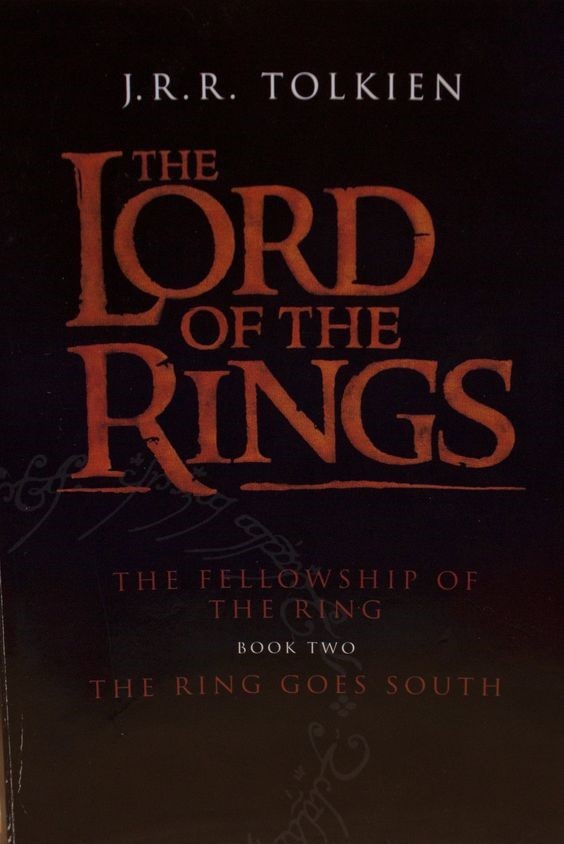 J.R.R. TOLKIEN
THE
LORD
OF THE
RINGS
THE FELLOWSHIP OF
THE RING
BOOK TWO
THE RING GOES SOUTH